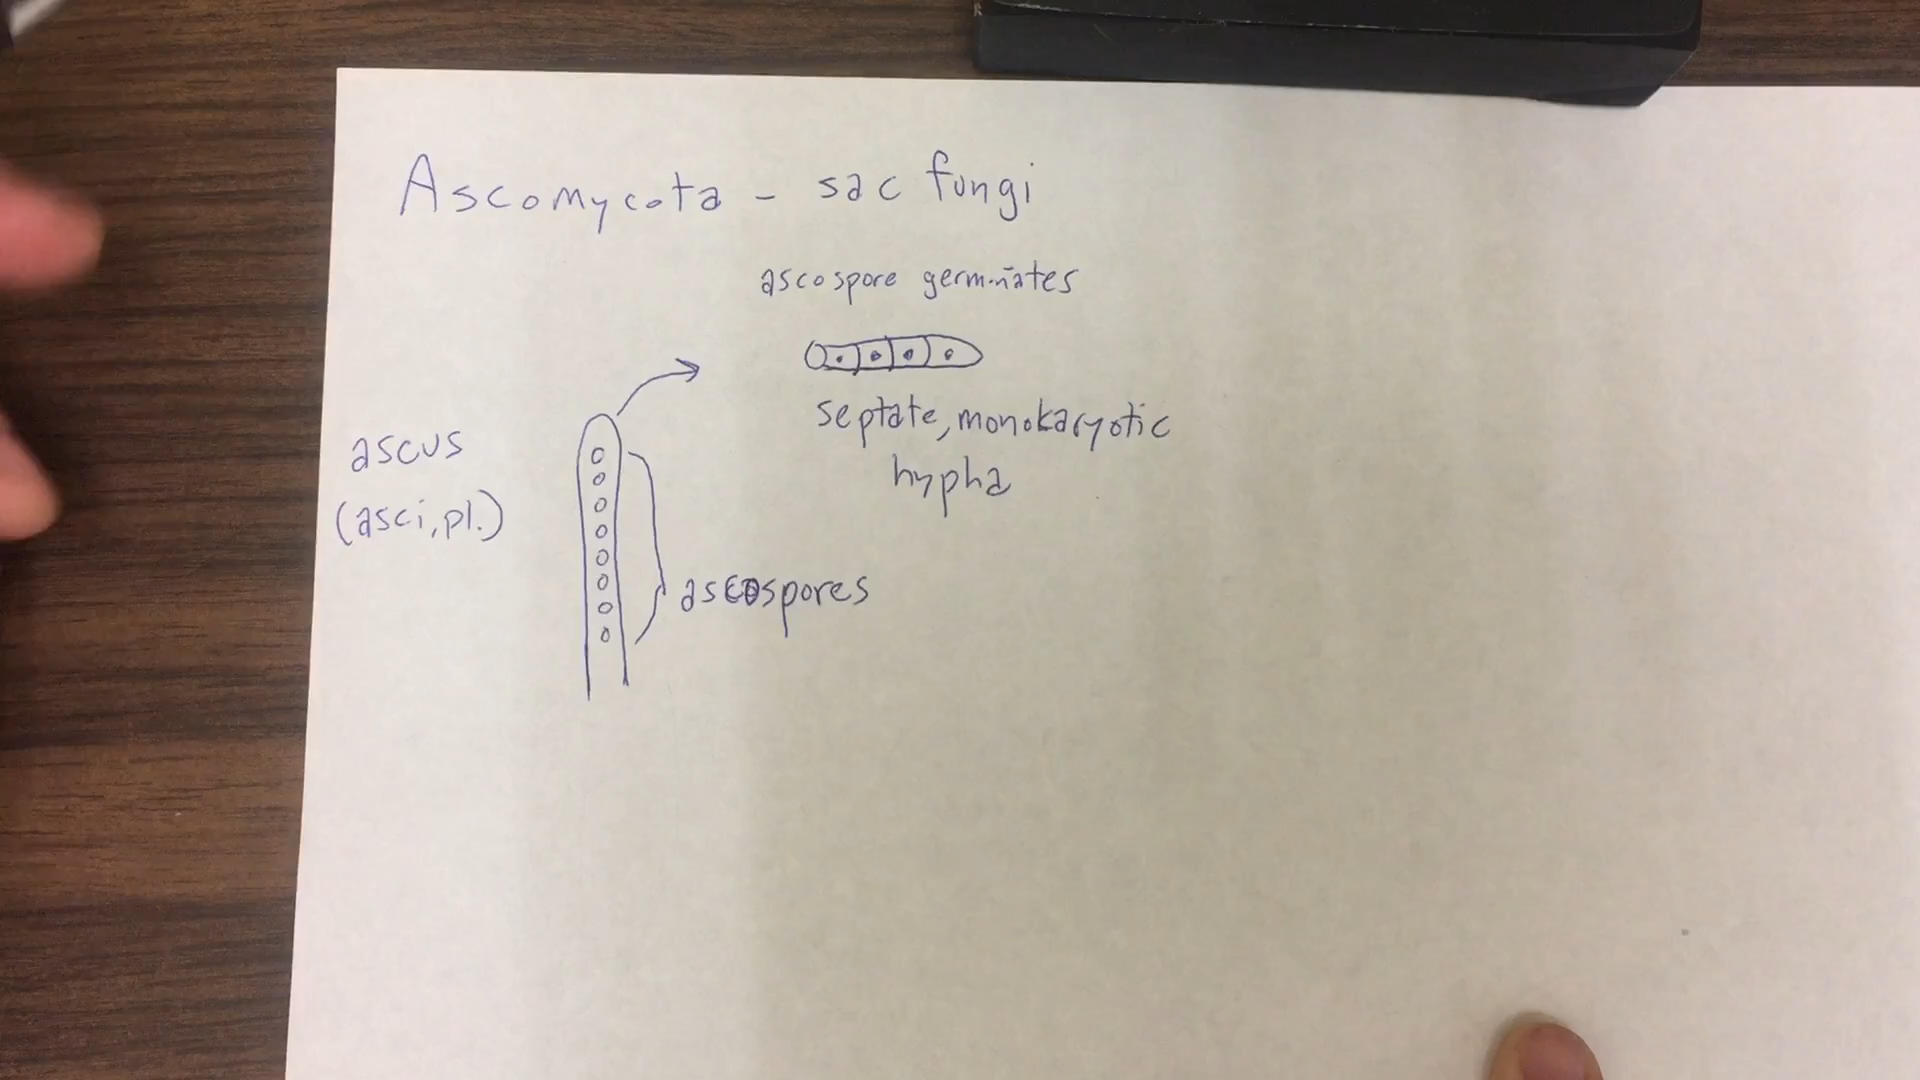 Ascomycota - sac fungi
ascospore germinates
septate, monokaryotic
hypha
ascus
(asci, pl.)
ascospores